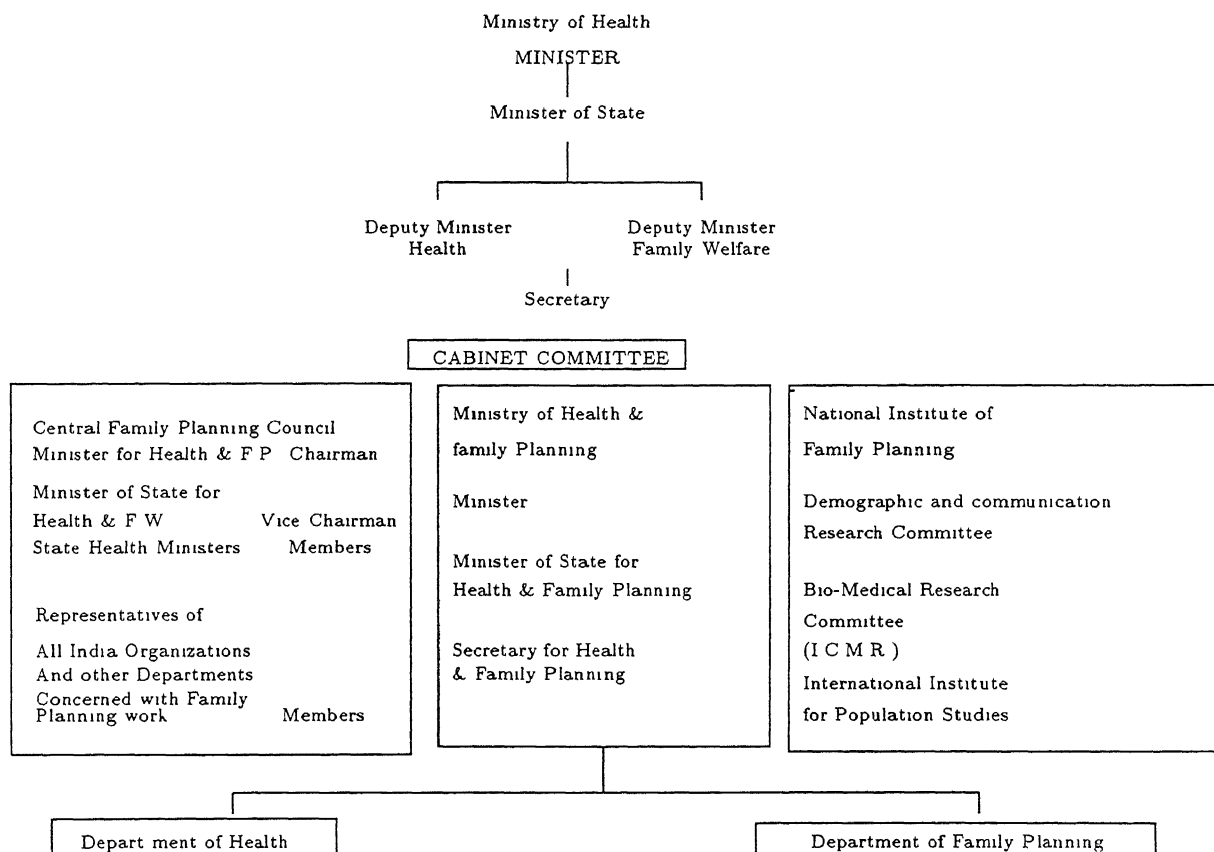 Ministry of Health
MINISTER
Minister of State
Deputy Minister
Health
Deputy Minister
Family Welfare
Secretary
CABINET COMMITTEE
Central Family Planning Council
Minister for Health & F P Chairman
Minister of State for
Health & F W Vice Chairman
State Health Ministers Members
Representatives of
All India Organizations
And other Departments
Concerned with Family
Planning work Members
Ministry of Health &
family Planning
Minister
Minister of State for
Health & Family Planning
Secretary for Health
& Family Planning
National Institute of
Family Planning
Demographic and communication
Research Committee
Bio-Medical Research
Committee
(I C M R)
International Institute
for Population Studies
Depart ment of Health
Department of Family Planning